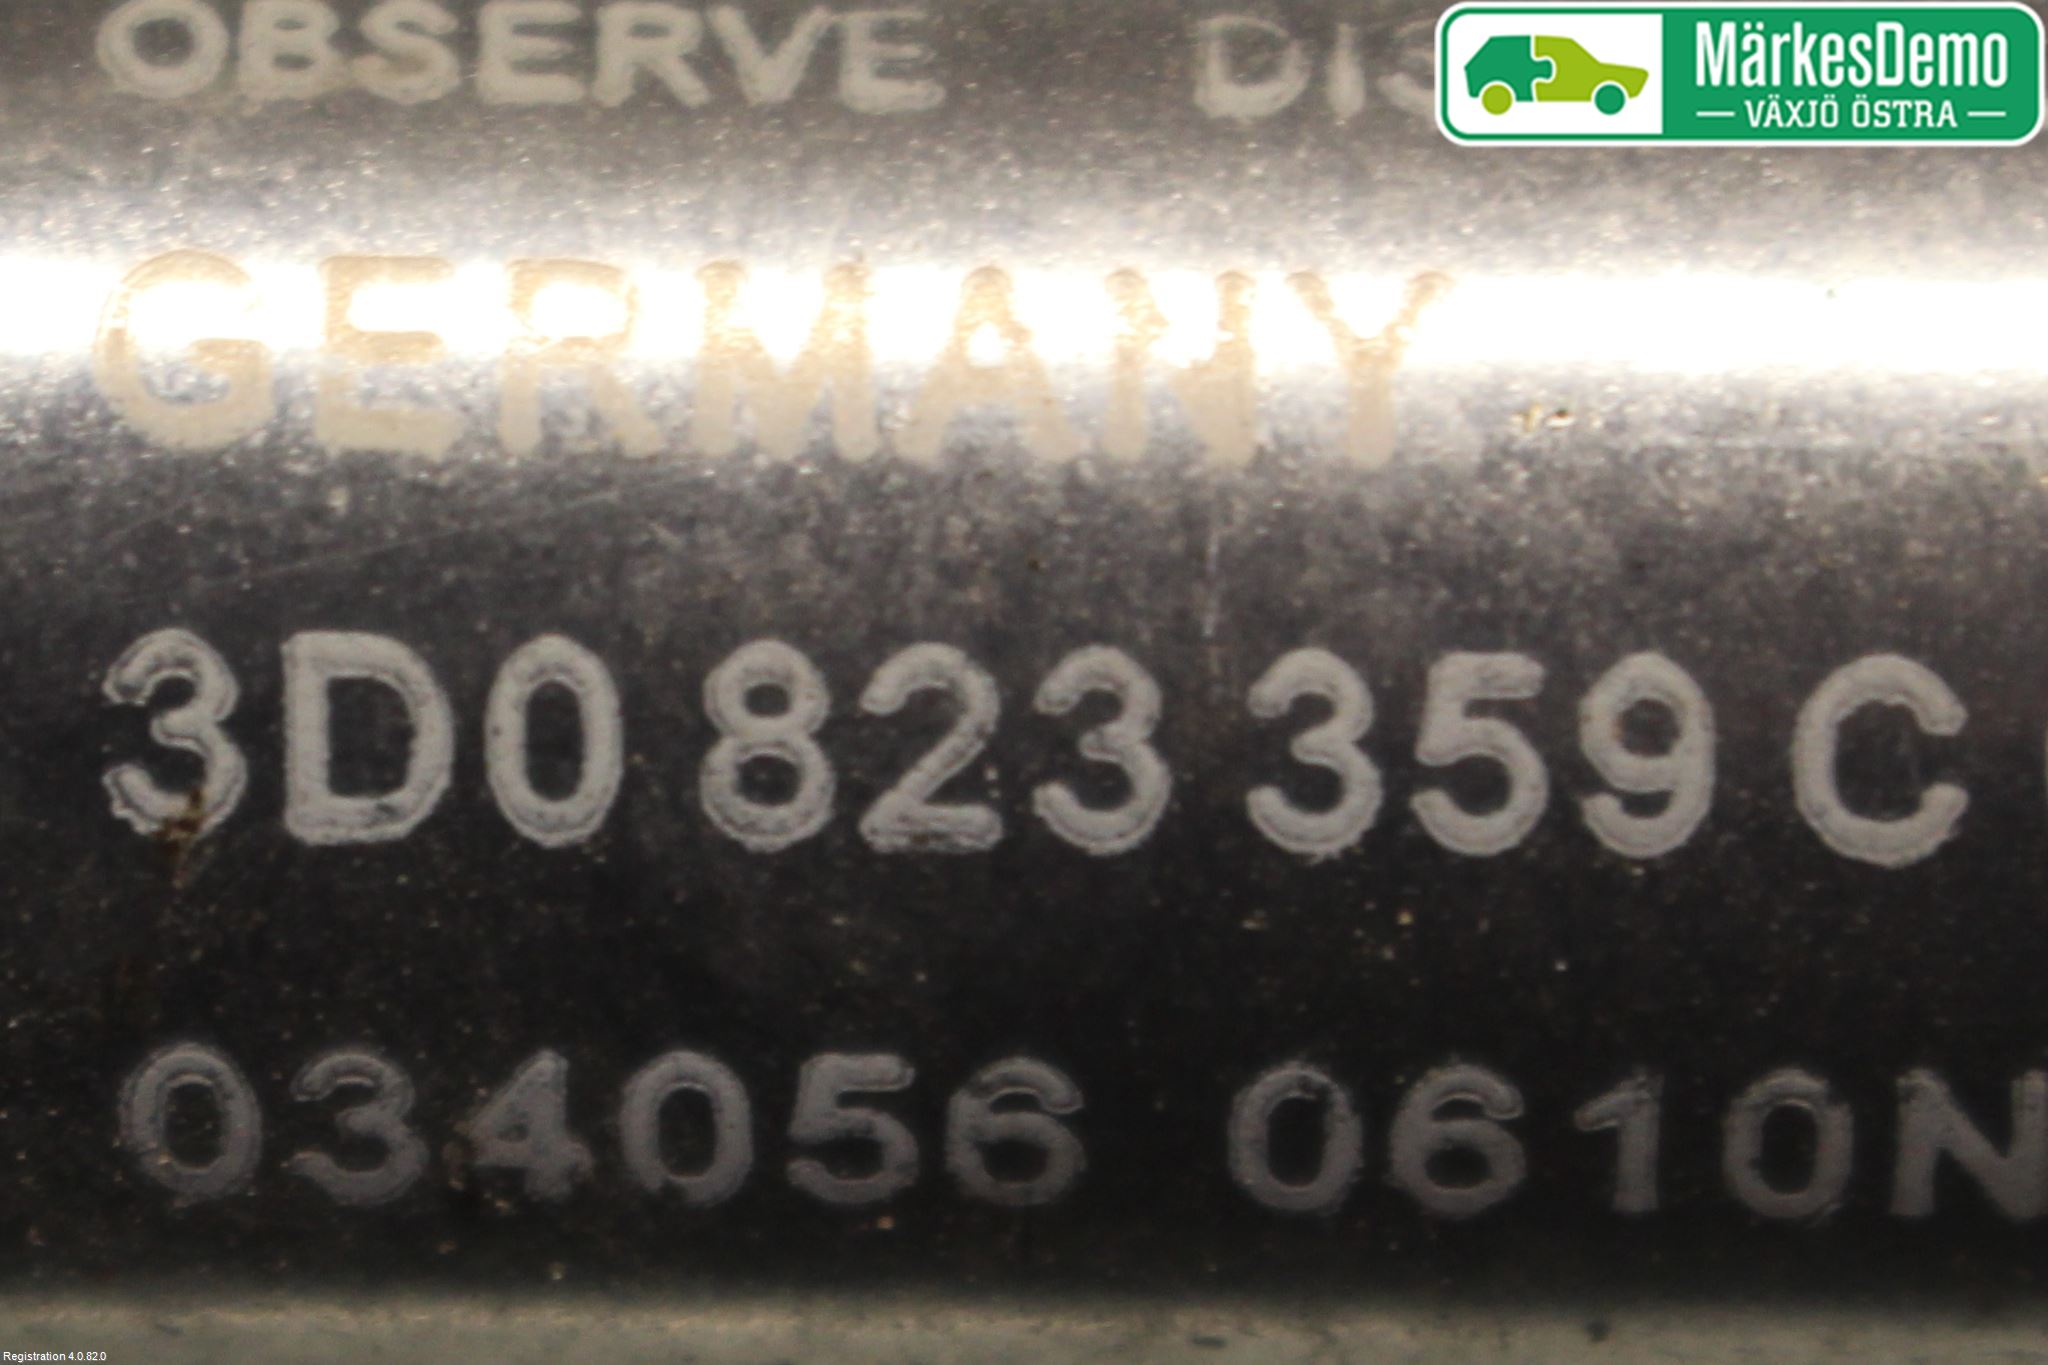 OBSERVE
MärkesDemo
VÄXJÖ ÖSTRA
GERMANY
3D0 823 359 C
034056 0610N
Registration 4.0.82.0